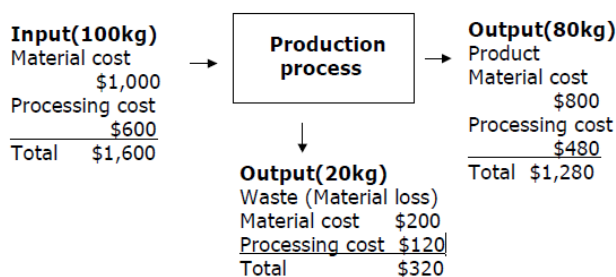 Input(100kg)
Material cost
$1,000
Processing cost
$600
Total $1,600
Production
process
Output(80kg)
Product
Material cost
$800
Processing cost
$480
Total $1,280
Output(20kg)
Waste (Material loss)
Material cost $200
Processing cost $120
Total $320